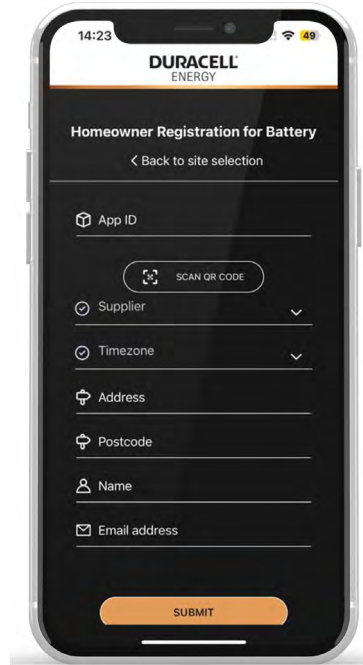 14:23
49
DURACELL
ENERGY
Homeowner Registration for Battery
Back to site selection
App ID
SCAN QR CODE
Supplier
Timezone
Address
Postcode
Name
Email address
SUBMIT